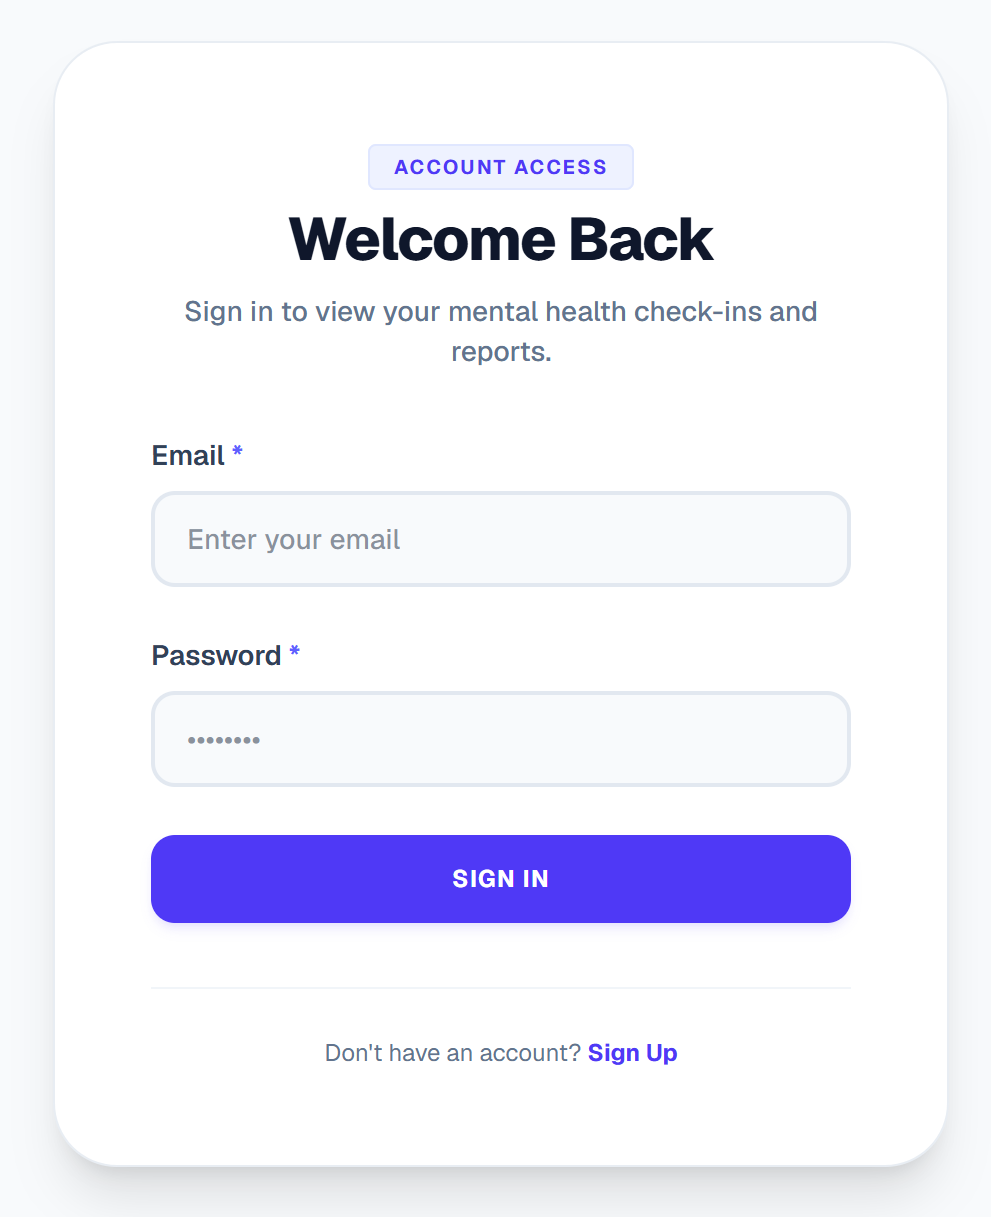 ACCOUNT ACCESS
Welcome Back
Sign in to view your mental health check-ins and
reports.
Email *
Enter your email
Password *
••••••••
SIGN IN
Don't have an account? Sign Up